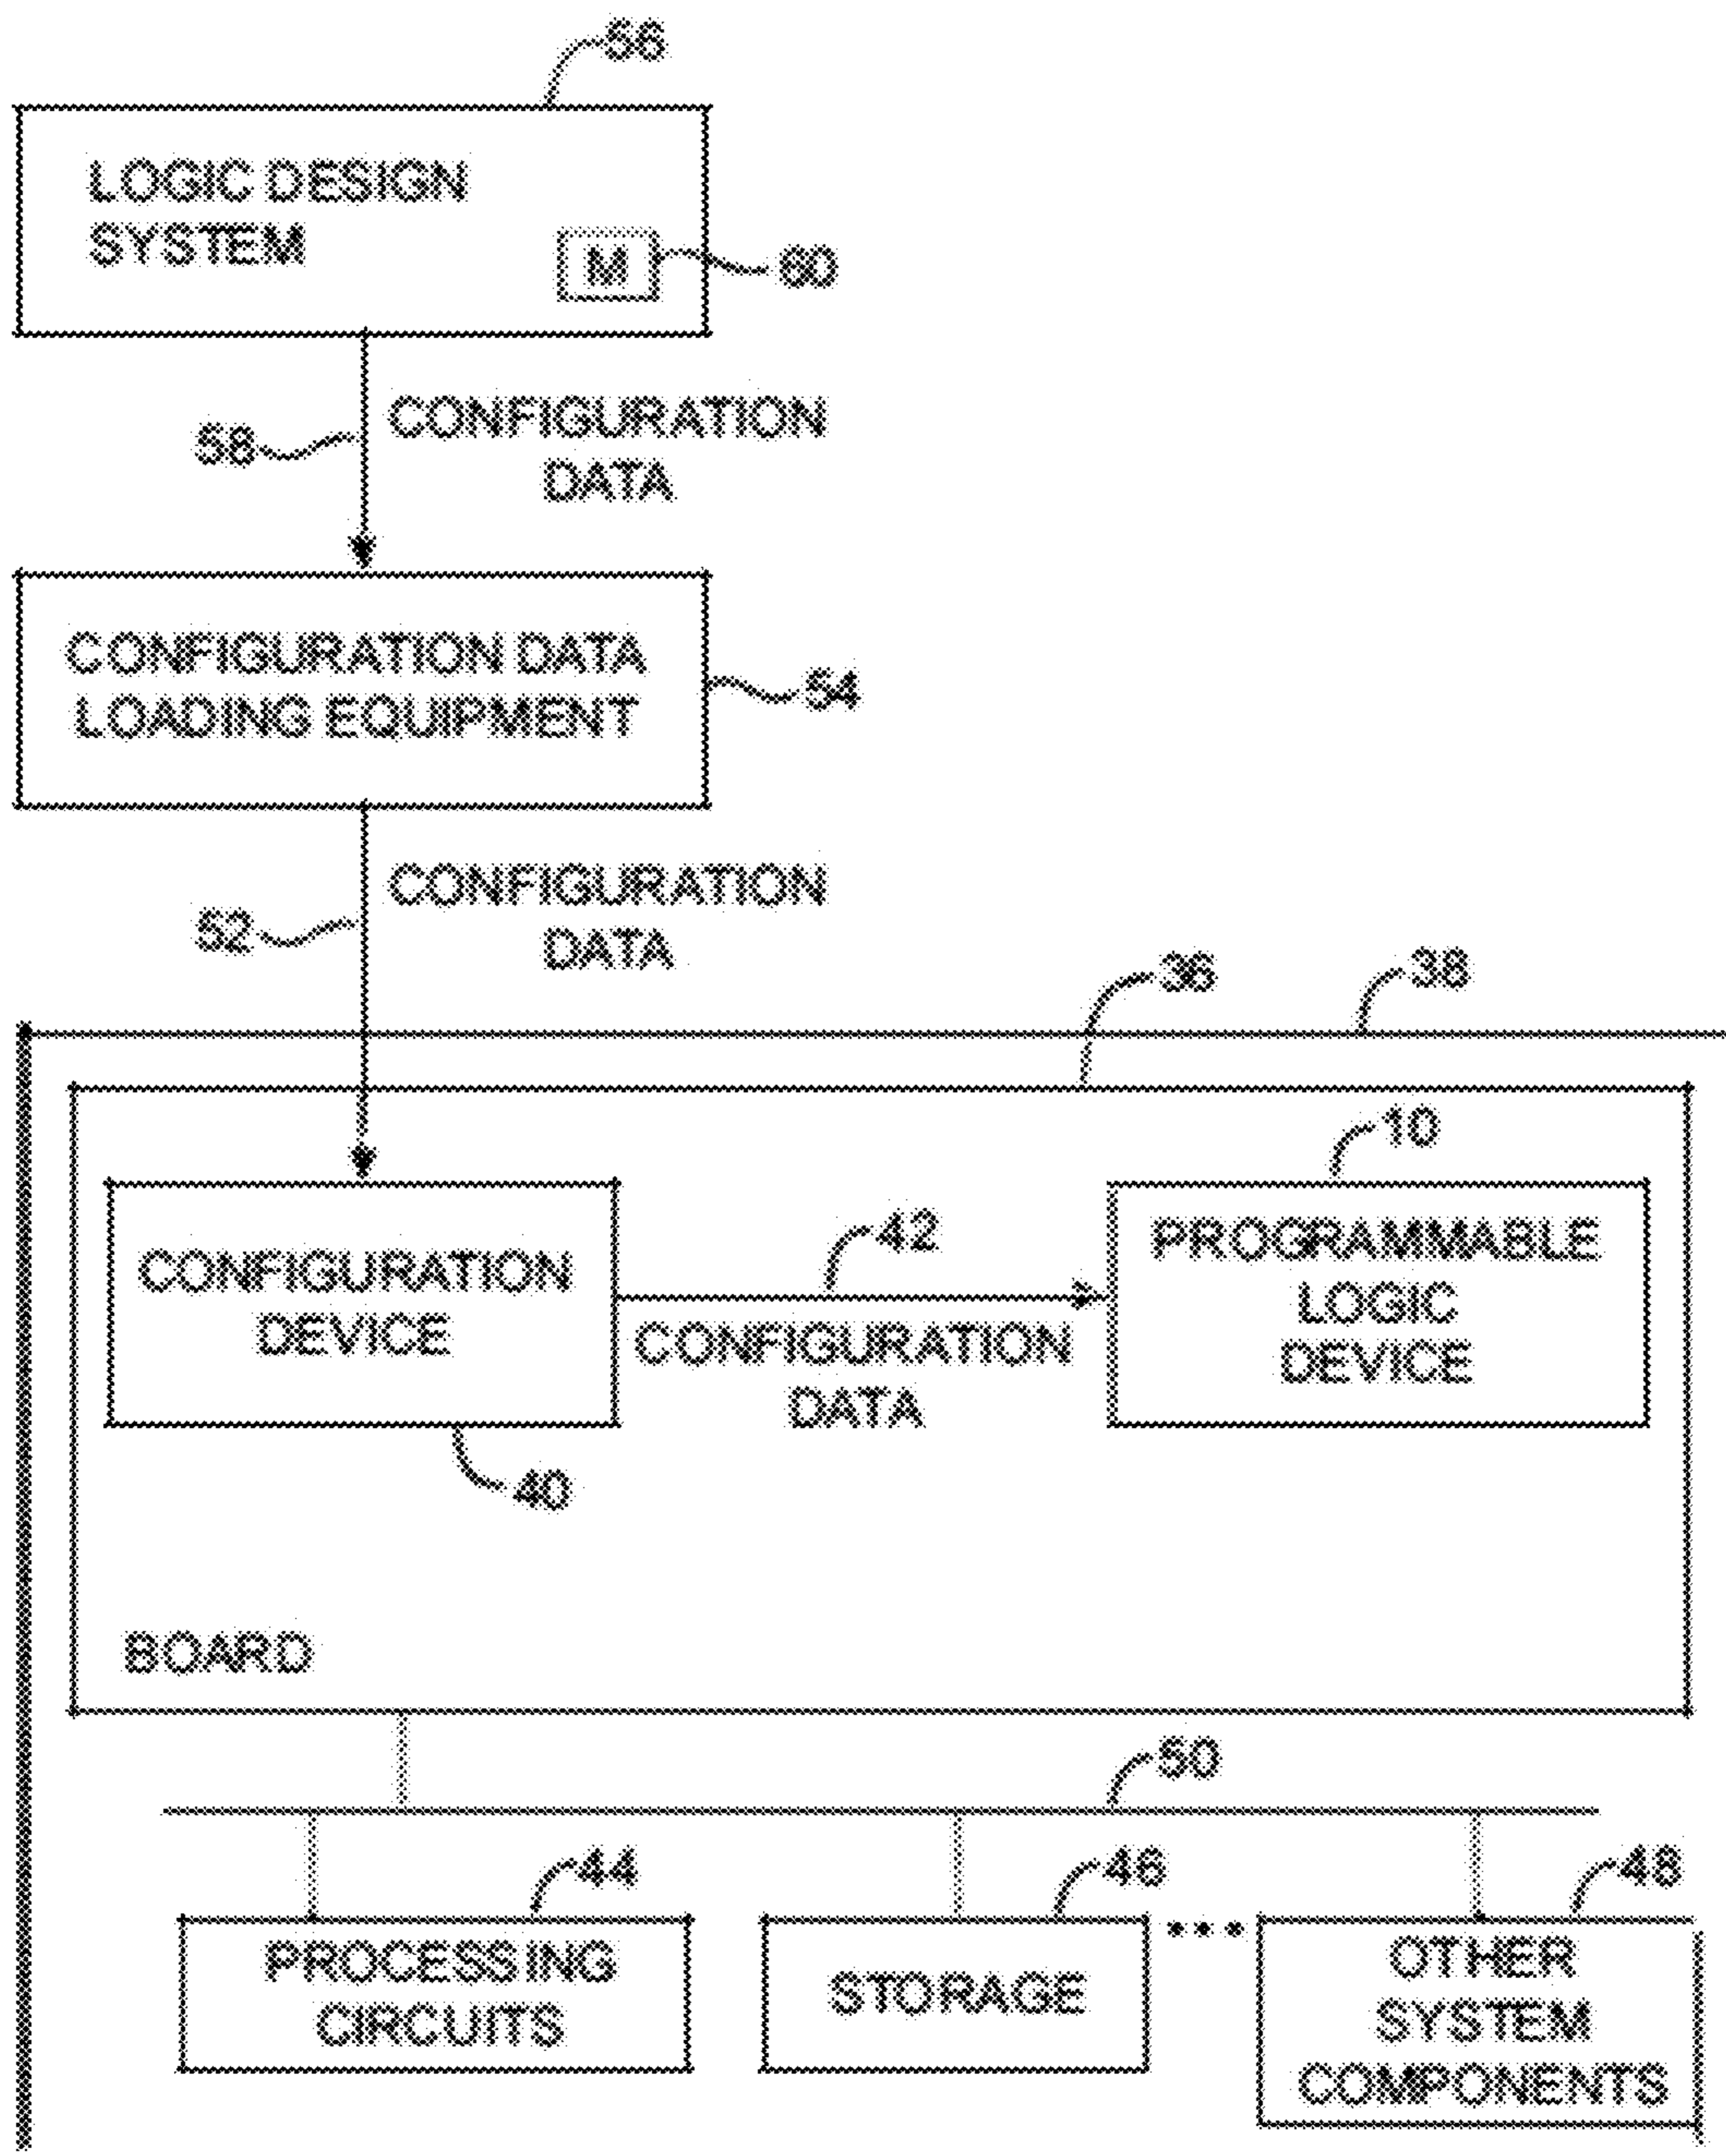 56
LOGIC DESIGN
SYSTEM
M
60
58
CONFIGURATION
DATA
CONFIGURATION DATA
LOADING EQUIPMENT
54
52
CONFIGURATION
DATA
36
38
10
CONFIGURATION
DEVICE
42
CONFIGURATION
DATA
PROGRAMMABLE
LOGIC
DEVICE
40
BOARD
50
44
46
48
PROCESSING
CIRCUITS
STORAGE
...
OTHER
SYSTEM
COMPONENTS